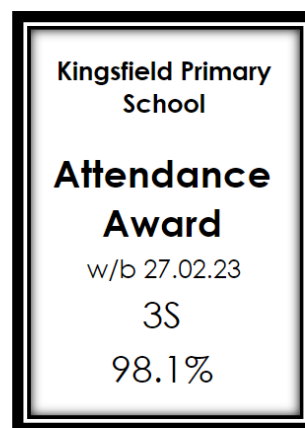 Kingsfield Primary
School
Attendance
Award
w/b 27.02.23
3S
98.1%